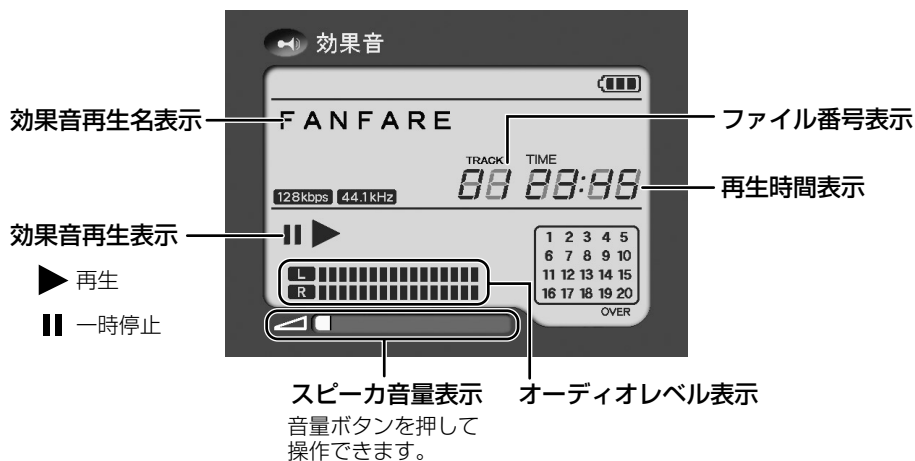 効果音
効果音再生名表示
FANFARE
ファイル番号表示
TRACK TIME
128kbps 44.1kHz
再生時間表示
効果音再生表示
再生
一時停止
1 2 3 4 5
6 7 8 9 10
11 12 13 14 15
16 17 18 19 20
OVER
L
R
スピーカ音量表示
音量ボタンを押して
操作できます。
オーディオレベル表示